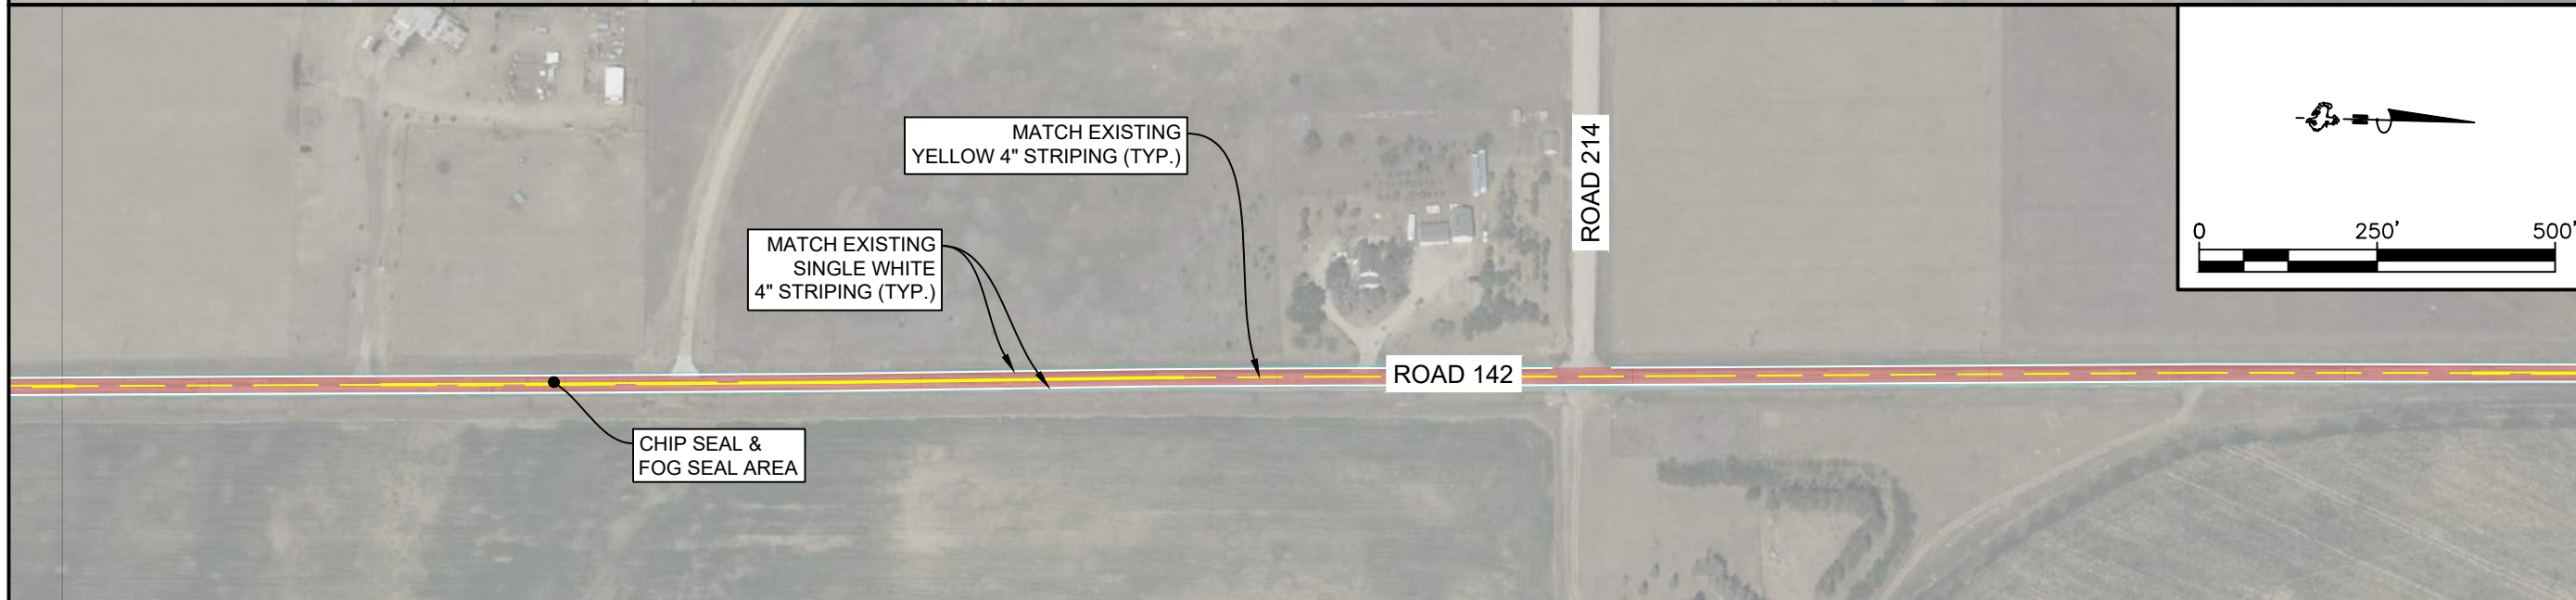 MATCH EXISTING
YELLOW 4" STRIPING (TYP.)
MATCH EXISTING
SINGLE WHITE
4" STRIPING (TYP.)
ROAD 214
0 250' 500'
ROAD 142
CHIP SEAL &
FOG SEAL AREA